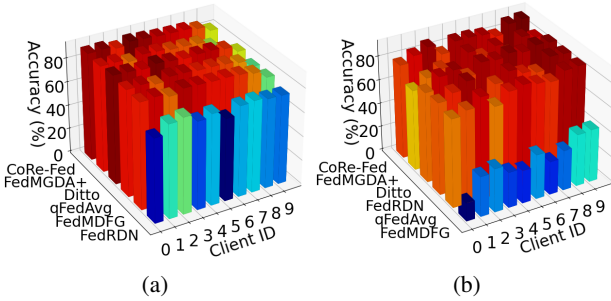 Accuracy (%)
80
60
40
20
0
CoRe-Fed
FedMGDA+
Ditto
qFedAvg
FedMDFG
FedRDN
0 1 2 3 4 5 6 7 8 9
Client ID
(a)
Accuracy (%)
80
60
40
20
0
CoRe-Fed
FedMGDA+
Ditto
FedRDN
qFedAvg
FedMDFG
0 1 2 3 4 5 6 7 8 9
Client ID
(b)